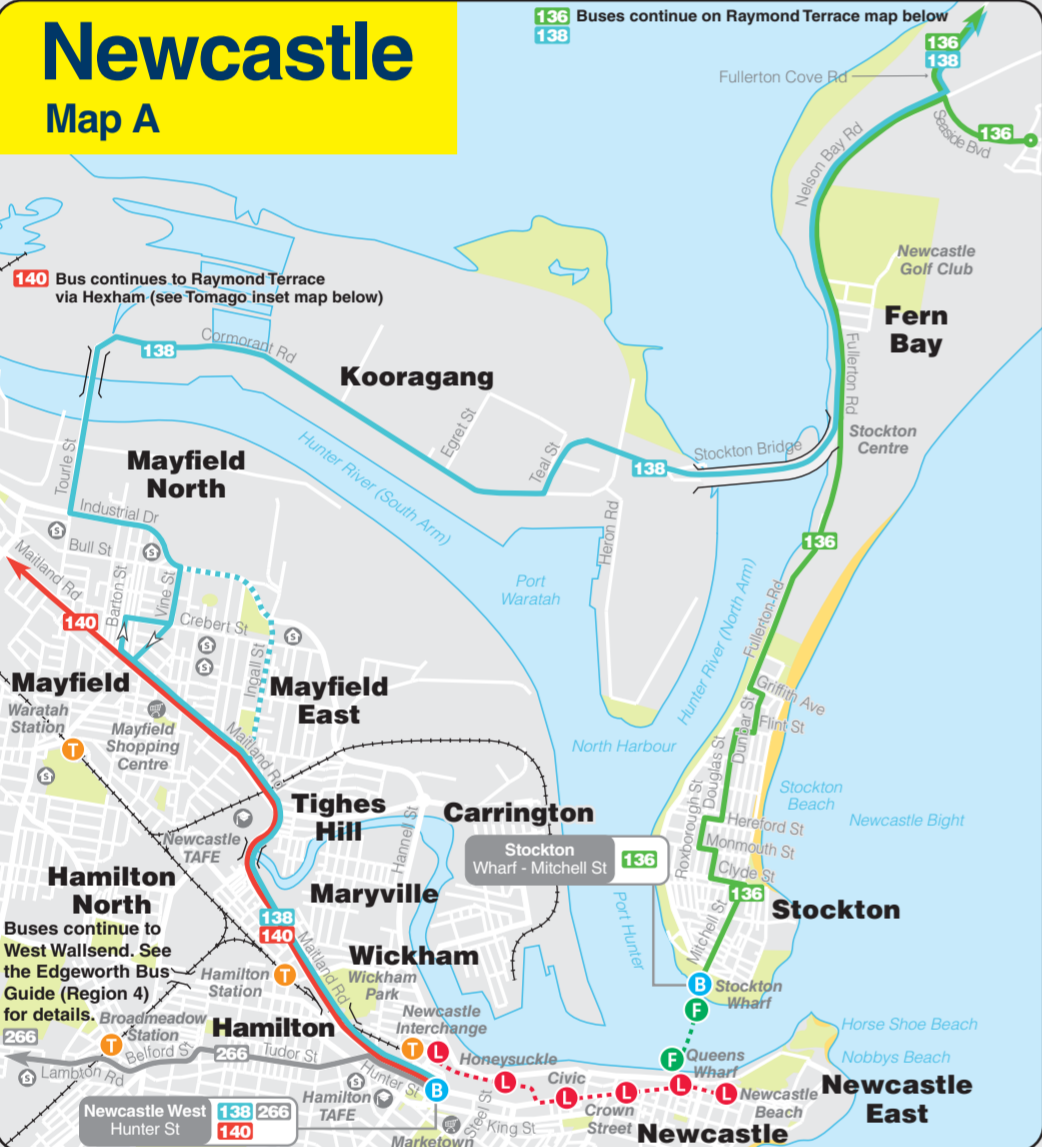 Newcastle
Map A
136 Buses continue on Raymond Terrace map below
138
136
138
Fullerton Cove Rd
Seaside Bvd
136
Nelson Bay Rd
Newcastle
Golf Club
140 Bus continues to Raymond Terrace
via Hexham (see Tomago inset map below)
Fern
Bay
138
Cormorant Rd
Kooragang
Fullerton Rd
Egret St
Stockton
Centre
Tourle St
Mayfield
North
Hunter River (South Arm)
Teal St
138
Stockton Bridge
Industrial Dr
Heron Rd
136
S
Bull St
S
Maitland Rd
Barton St
Vine St
Port
Waratah
Hunter River (North Arm)
Fullerton Rd
140
Crebert St
S
S
S
Ingall St
Mayfield
Mayfield
East
Griffith Ave
Waratah
Station
T
Mayfield
Shopping
Centre
Maitland Rd
Dunbar St
Flint St
North Harbour
Douglas St
S
Stockton
Beach
Tighes
Hill
Carrington
Roxborough St
Newcastle Bight
Hereford St
Newcastle
TAFE
Hannell St
Monmouth St
Stockton
Wharf - Mitchell St
136
Clyde St
Hamilton
North
Maryville
136
Port Hunter
Stockton
138
140
Mitchell St
Buses continue to
West Wallsend. See
the Edgeworth Bus
Guide (Region 4)
for details.
266
Maitland Rd
Wickham
Wickham
Park
Hamilton
Station
T
B
Stockton
Wharf
F
Broadmeadow
Station
T
Hamilton
Newcastle
Interchange
T
L
Horse Shoe Beach
Belford St
266
Tudor St
Honeysuckle
F
Queens
Wharf
Nobbys Beach
S
Lambton Rd
Hunter St
S
B
L
Civic
L
L
L
L
Newcastle
Beach
Newcastle
East
Hamilton
TAFE
Newcastle West
Hunter St
138
266
140
Steel St
King St
Crown
Street
Marketown
Newcastle